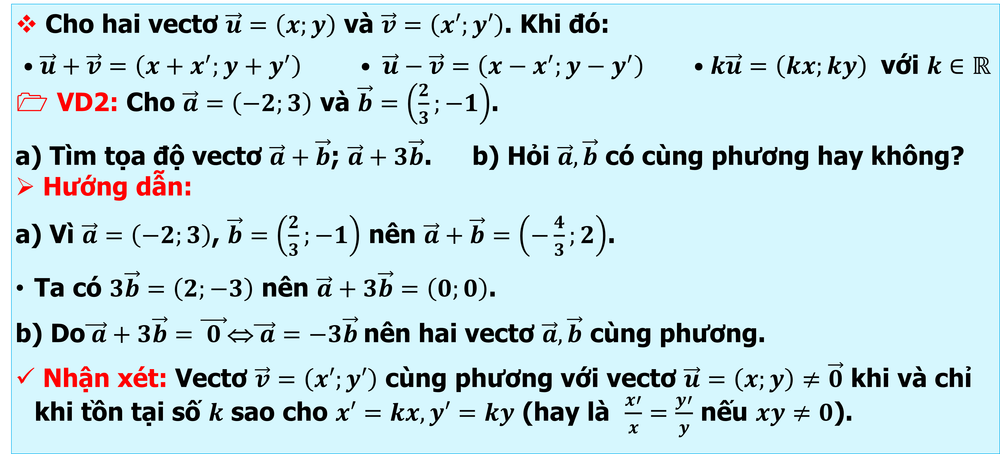 ❖ Cho hai vectơ $\vec{u} = (x; y)$ và $\vec{v} = (x'; y')$. Khi đó:
• $\vec{u} + \vec{v} = (x + x'; y + y')$ • $\vec{u} - \vec{v} = (x - x'; y - y')$ • $k\vec{u} = (kx; ky)$ với $k \in \mathbb{R}$
VD2: Cho $\vec{a} = (-2; 3)$ và $\vec{b} = \left(\frac{2}{3}; -1\right)$.
a) Tìm tọa độ vectơ $\vec{a} + \vec{b}$; $\vec{a} + 3\vec{b}$. b) Hỏi $\vec{a}, \vec{b}$ có cùng phương hay không?
➢ Hướng dẫn:
a) Vì $\vec{a} = (-2; 3)$, $\vec{b} = \left(\frac{2}{3}; -1\right)$ nên $\vec{a} + \vec{b} = \left(-\frac{4}{3}; 2\right)$.
• Ta có $3\vec{b} = (2; -3)$ nên $\vec{a} + 3\vec{b} = (0; 0)$.
b) Do $\vec{a} + 3\vec{b} = \vec{0} \Leftrightarrow \vec{a} = -3\vec{b}$ nên hai vectơ $\vec{a}, \vec{b}$ cùng phương.
✓ Nhận xét: Vectơ $\vec{v} = (x'; y')$ cùng phương với vectơ $\vec{u} = (x; y) \neq \vec{0}$ khi và chỉ
khi tồn tại số $k$ sao cho $x' = kx, y' = ky$ (hay là $\frac{x'}{x} = \frac{y'}{y}$ nếu $xy \neq 0$).